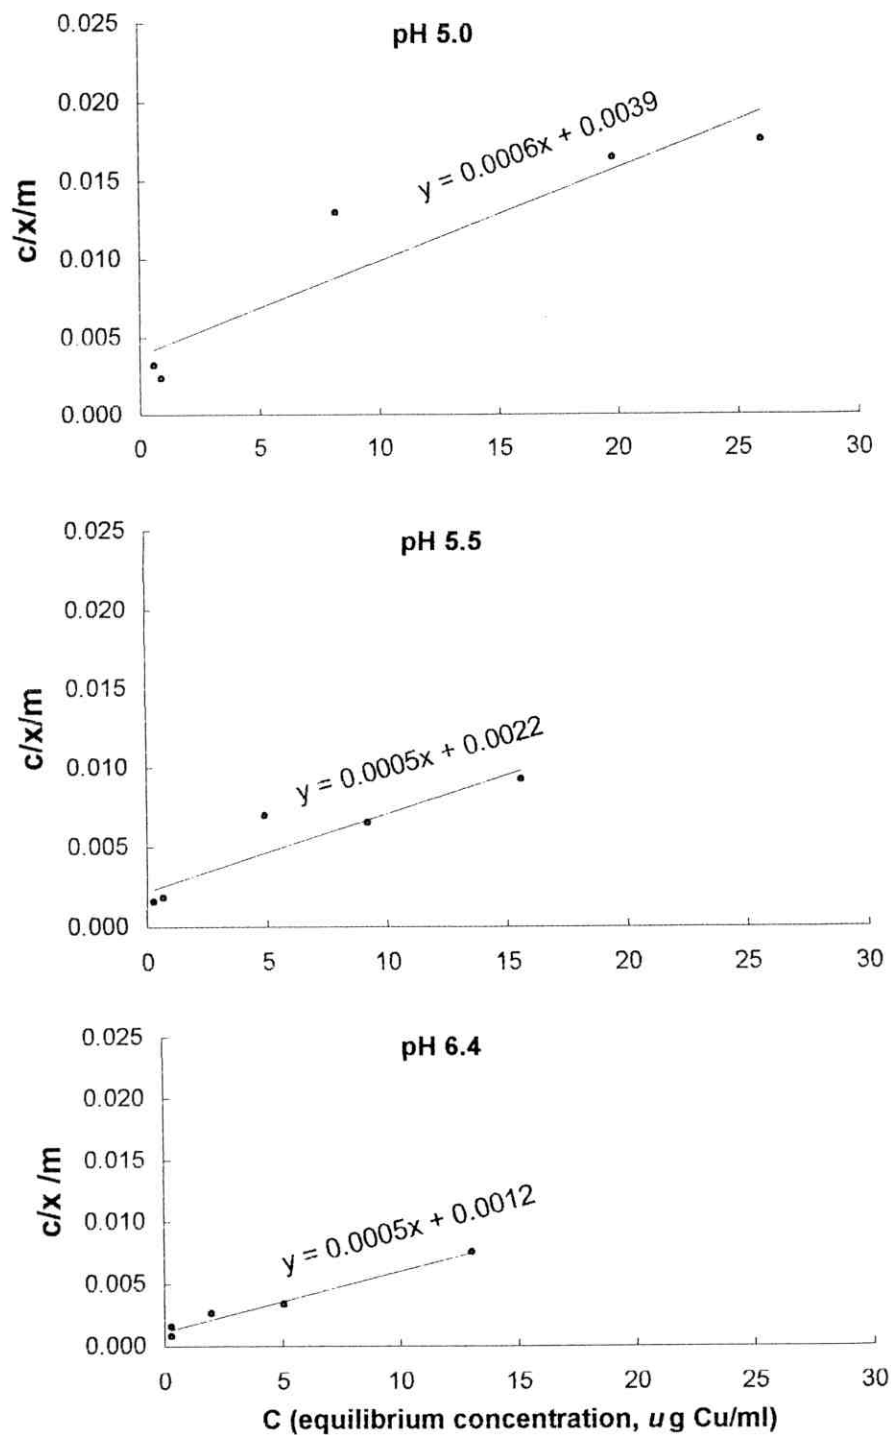 pH 5.0
0.025
0.020
0.015
0.010
0.005
0.000
c/x/m
y = 0.0006x + 0.0039
0 5 10 15 20 25 30
pH 5.5
0.025
0.020
0.015
0.010
0.005
0.000
c/x/m
y = 0.0005x + 0.0022
0 5 10 15 20 25 30
pH 6.4
0.025
0.020
0.015
0.010
0.005
0.000
c/x /m
y = 0.0005x + 0.0012
0 5 10 15 20 25 30
C (equilibrium concentration, ug Cu/ml)